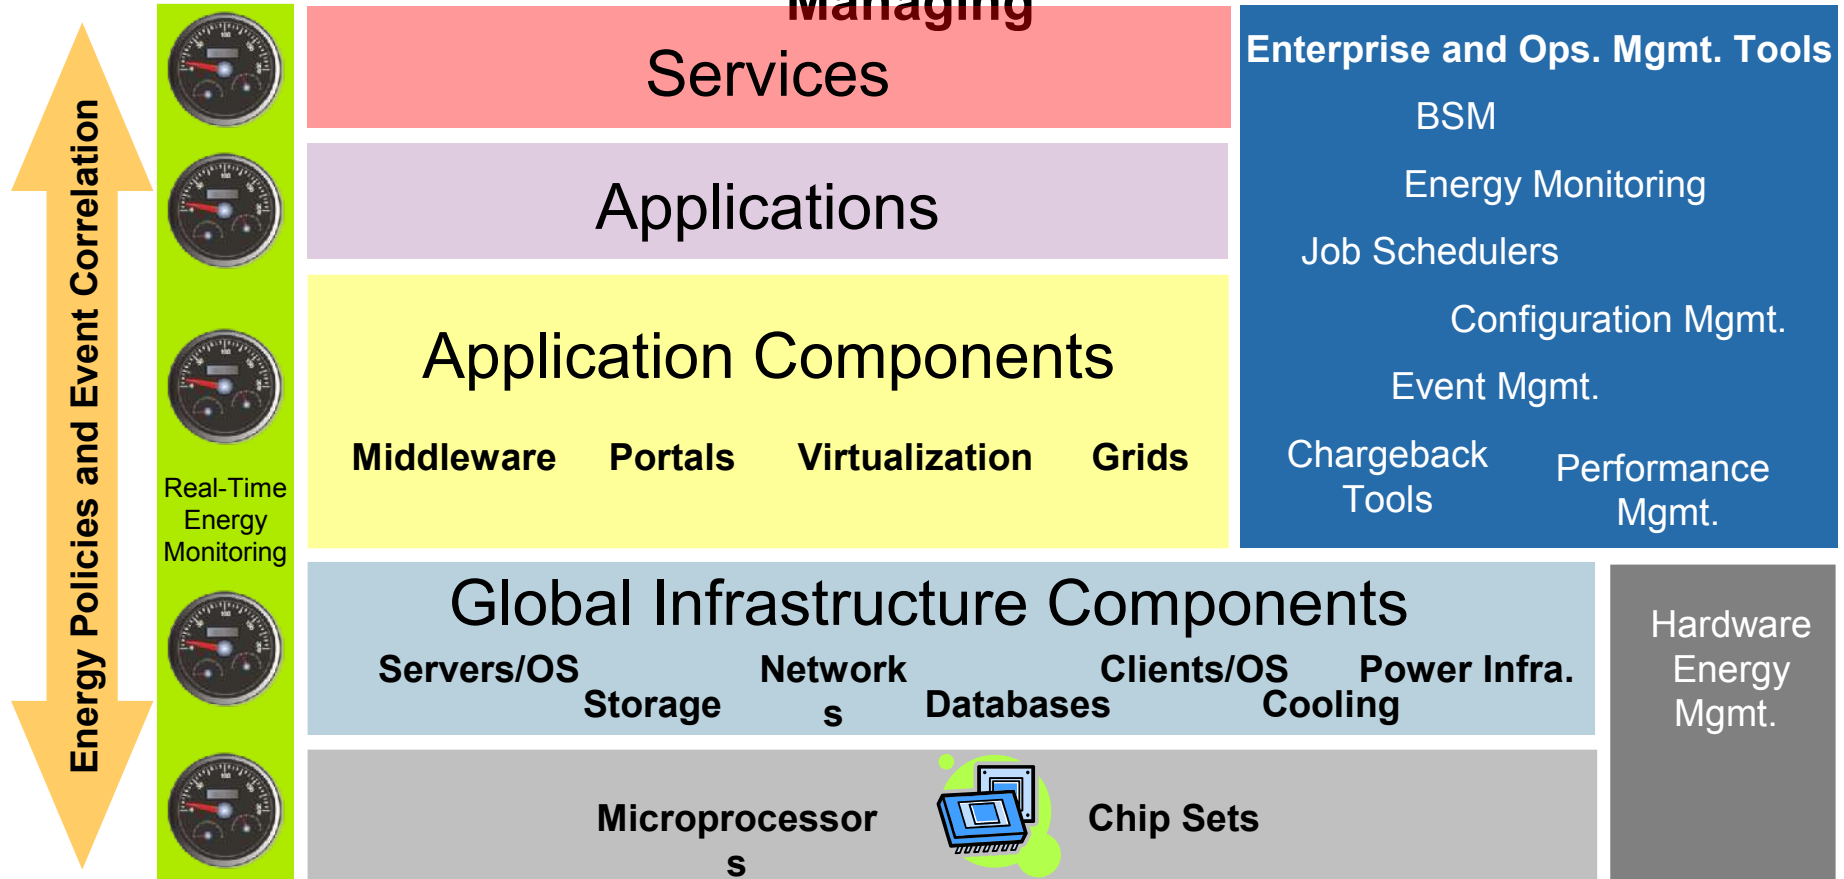 Managing
Services
Applications
Application Components
Middleware Portals Virtualization Grids
Global Infrastructure Components
Servers/OS
Storage
Network
s
Databases
Clients/OS
Cooling
Power Infra.
Microprocessor
s
Chip Sets
Energy Policies and Event Correlation
Real-Time
Energy
Monitoring
Enterprise and Ops. Mgmt. Tools
BSM
Energy Monitoring
Job Schedulers
Configuration Mgmt.
Event Mgmt.
Chargeback
Tools
Performance
Mgmt.
Hardware
Energy
Mgmt.